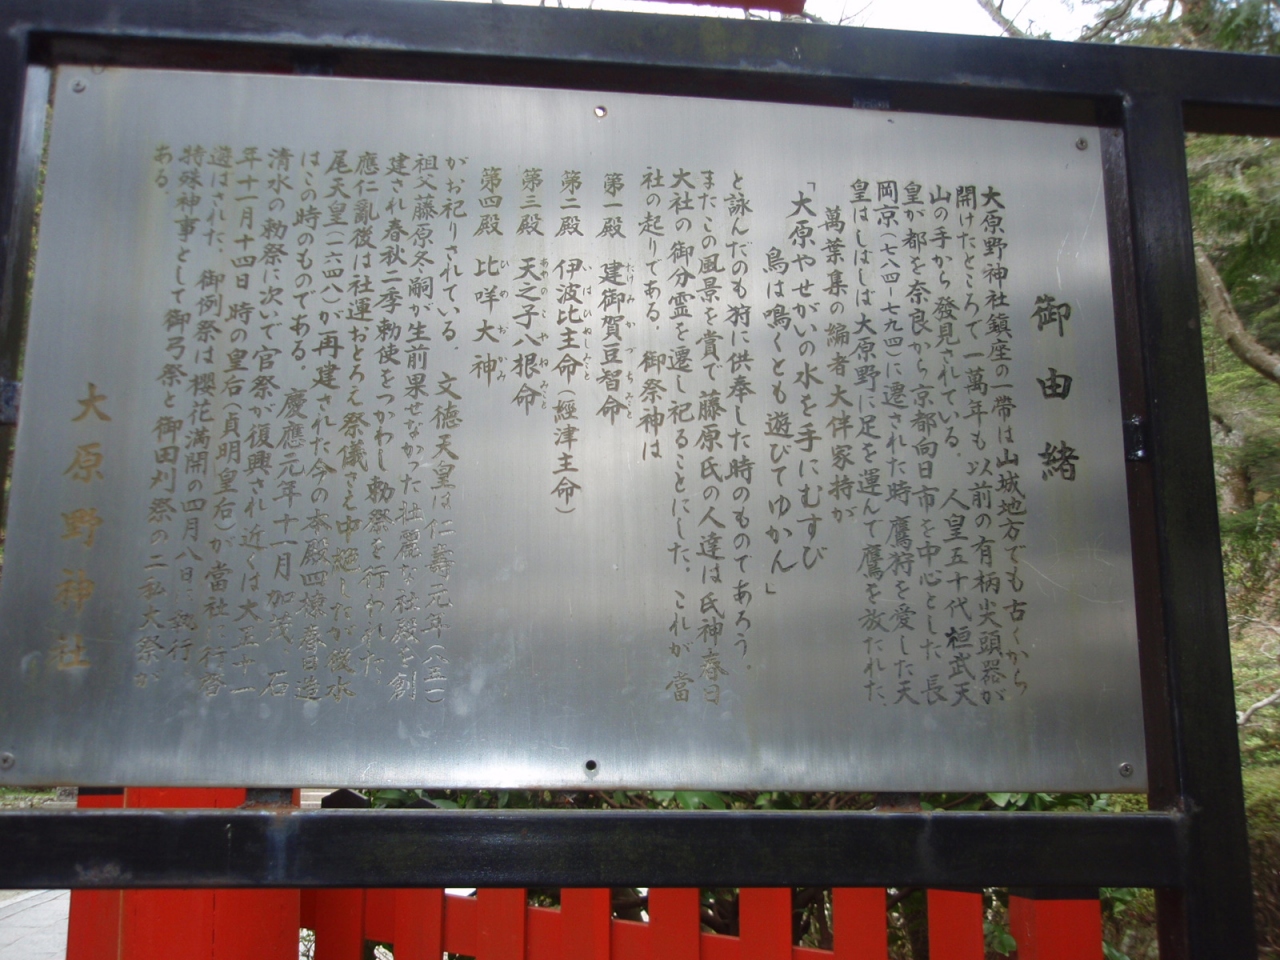 御由緒
大原野神社鎮座の一帯は山城地方でも古くから
開けたところで一萬年も以前の有柄尖頭器が
山の手から發見されている。人皇五十代桓武天
皇が都を奈良から京都向日市を中心とした長
岡京(七八四-七九四)に遷された時鷹狩を愛した天
皇はしばしば大原野に足を運んで鷹を放たれた。
萬葉集の編者大伴家持が
「大原やせがいの水を手にむすび
鳥は鳴くとも遊びてゆかん」
と詠んだのも狩に供奉した時のものであろう。
またこの風景を賞で藤原氏の人達は氏神春日
大社の御分霊を遷し祀ることにした。これが當
社の起りである。御祭神は
第一殿 建御賀豆智命
第二殿 伊波比主命(經津主命)
第三殿 天之子八根命
第四殿 比咩大神
がお祀りされている。文徳天皇は仁壽元年(八五一)
祖父藤原冬嗣が生前果せなかった壮麗な社殿を創
建され春秋二季勅使をつかわし勅祭を行われた
應仁亂後は社運おとろえ祭儀さえ中絶したが後水
尾天皇(一六四八)が再建された今の本殿四棟春日造
はこの時のものである。慶應元年十一月加茂 石
清水の勅祭に次いで官祭が復興され近くは大正十一
年十一月十四日時の皇后(貞明皇后)が當社に行啓
遊ばされた。御例祭は櫻花満開の四月八日に執行
特殊神事として御弓祭と御田刈祭の二私大祭が
ある
大原野神社